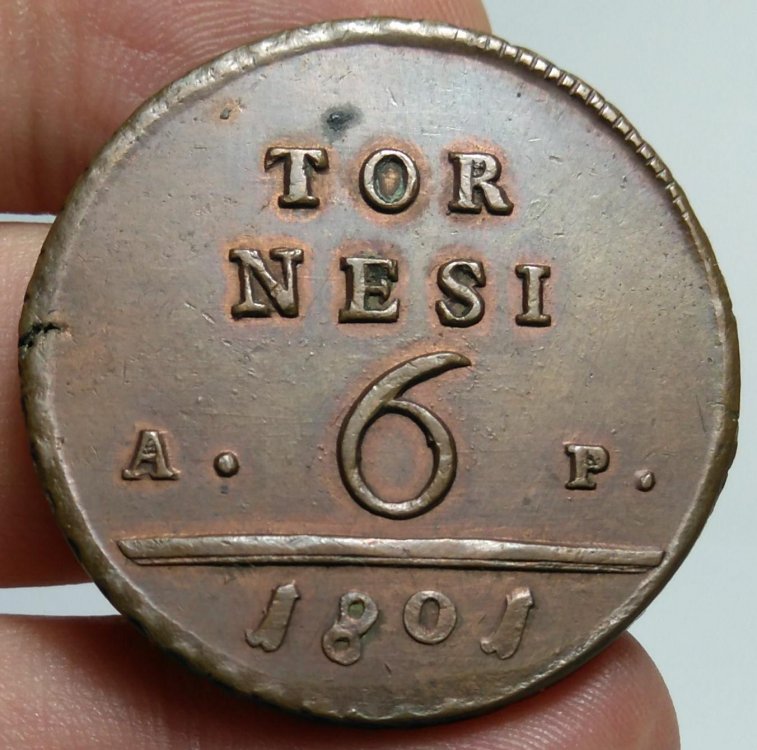 TOR
NESI
A. 6 P.
1801